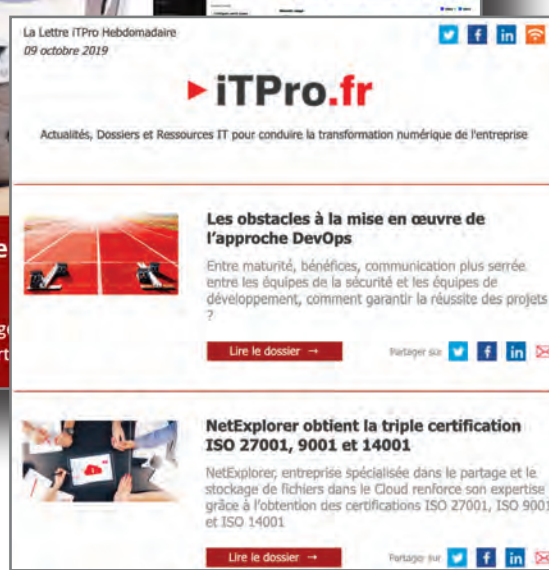 La Lettre iTPro Hebdomadaire
09 octobre 2019
iTPro.fr
Actualités, Dossiers et Ressources IT pour conduire la transformation numérique de l'entreprise
Les obstacles à la mise en œuvre de
l'approche DevOps
Entre maturité, bénéfices, communication plus serrée
entre les équipes de la sécurité et les équipes de
développement, comment garantir la réussite des projets
?
Lire le dossier →
Partager sur
NetExplorer obtient la triple certification
ISO 27001, 9001 et 14001
NetExplorer, entreprise spécialisée dans le partage et le
stockage de fichiers dans le Cloud renforce son expertise
grâce à l'obtention des certifications ISO 27001, ISO 9001
et ISO 14001
Lire le dossier →
Partager sur